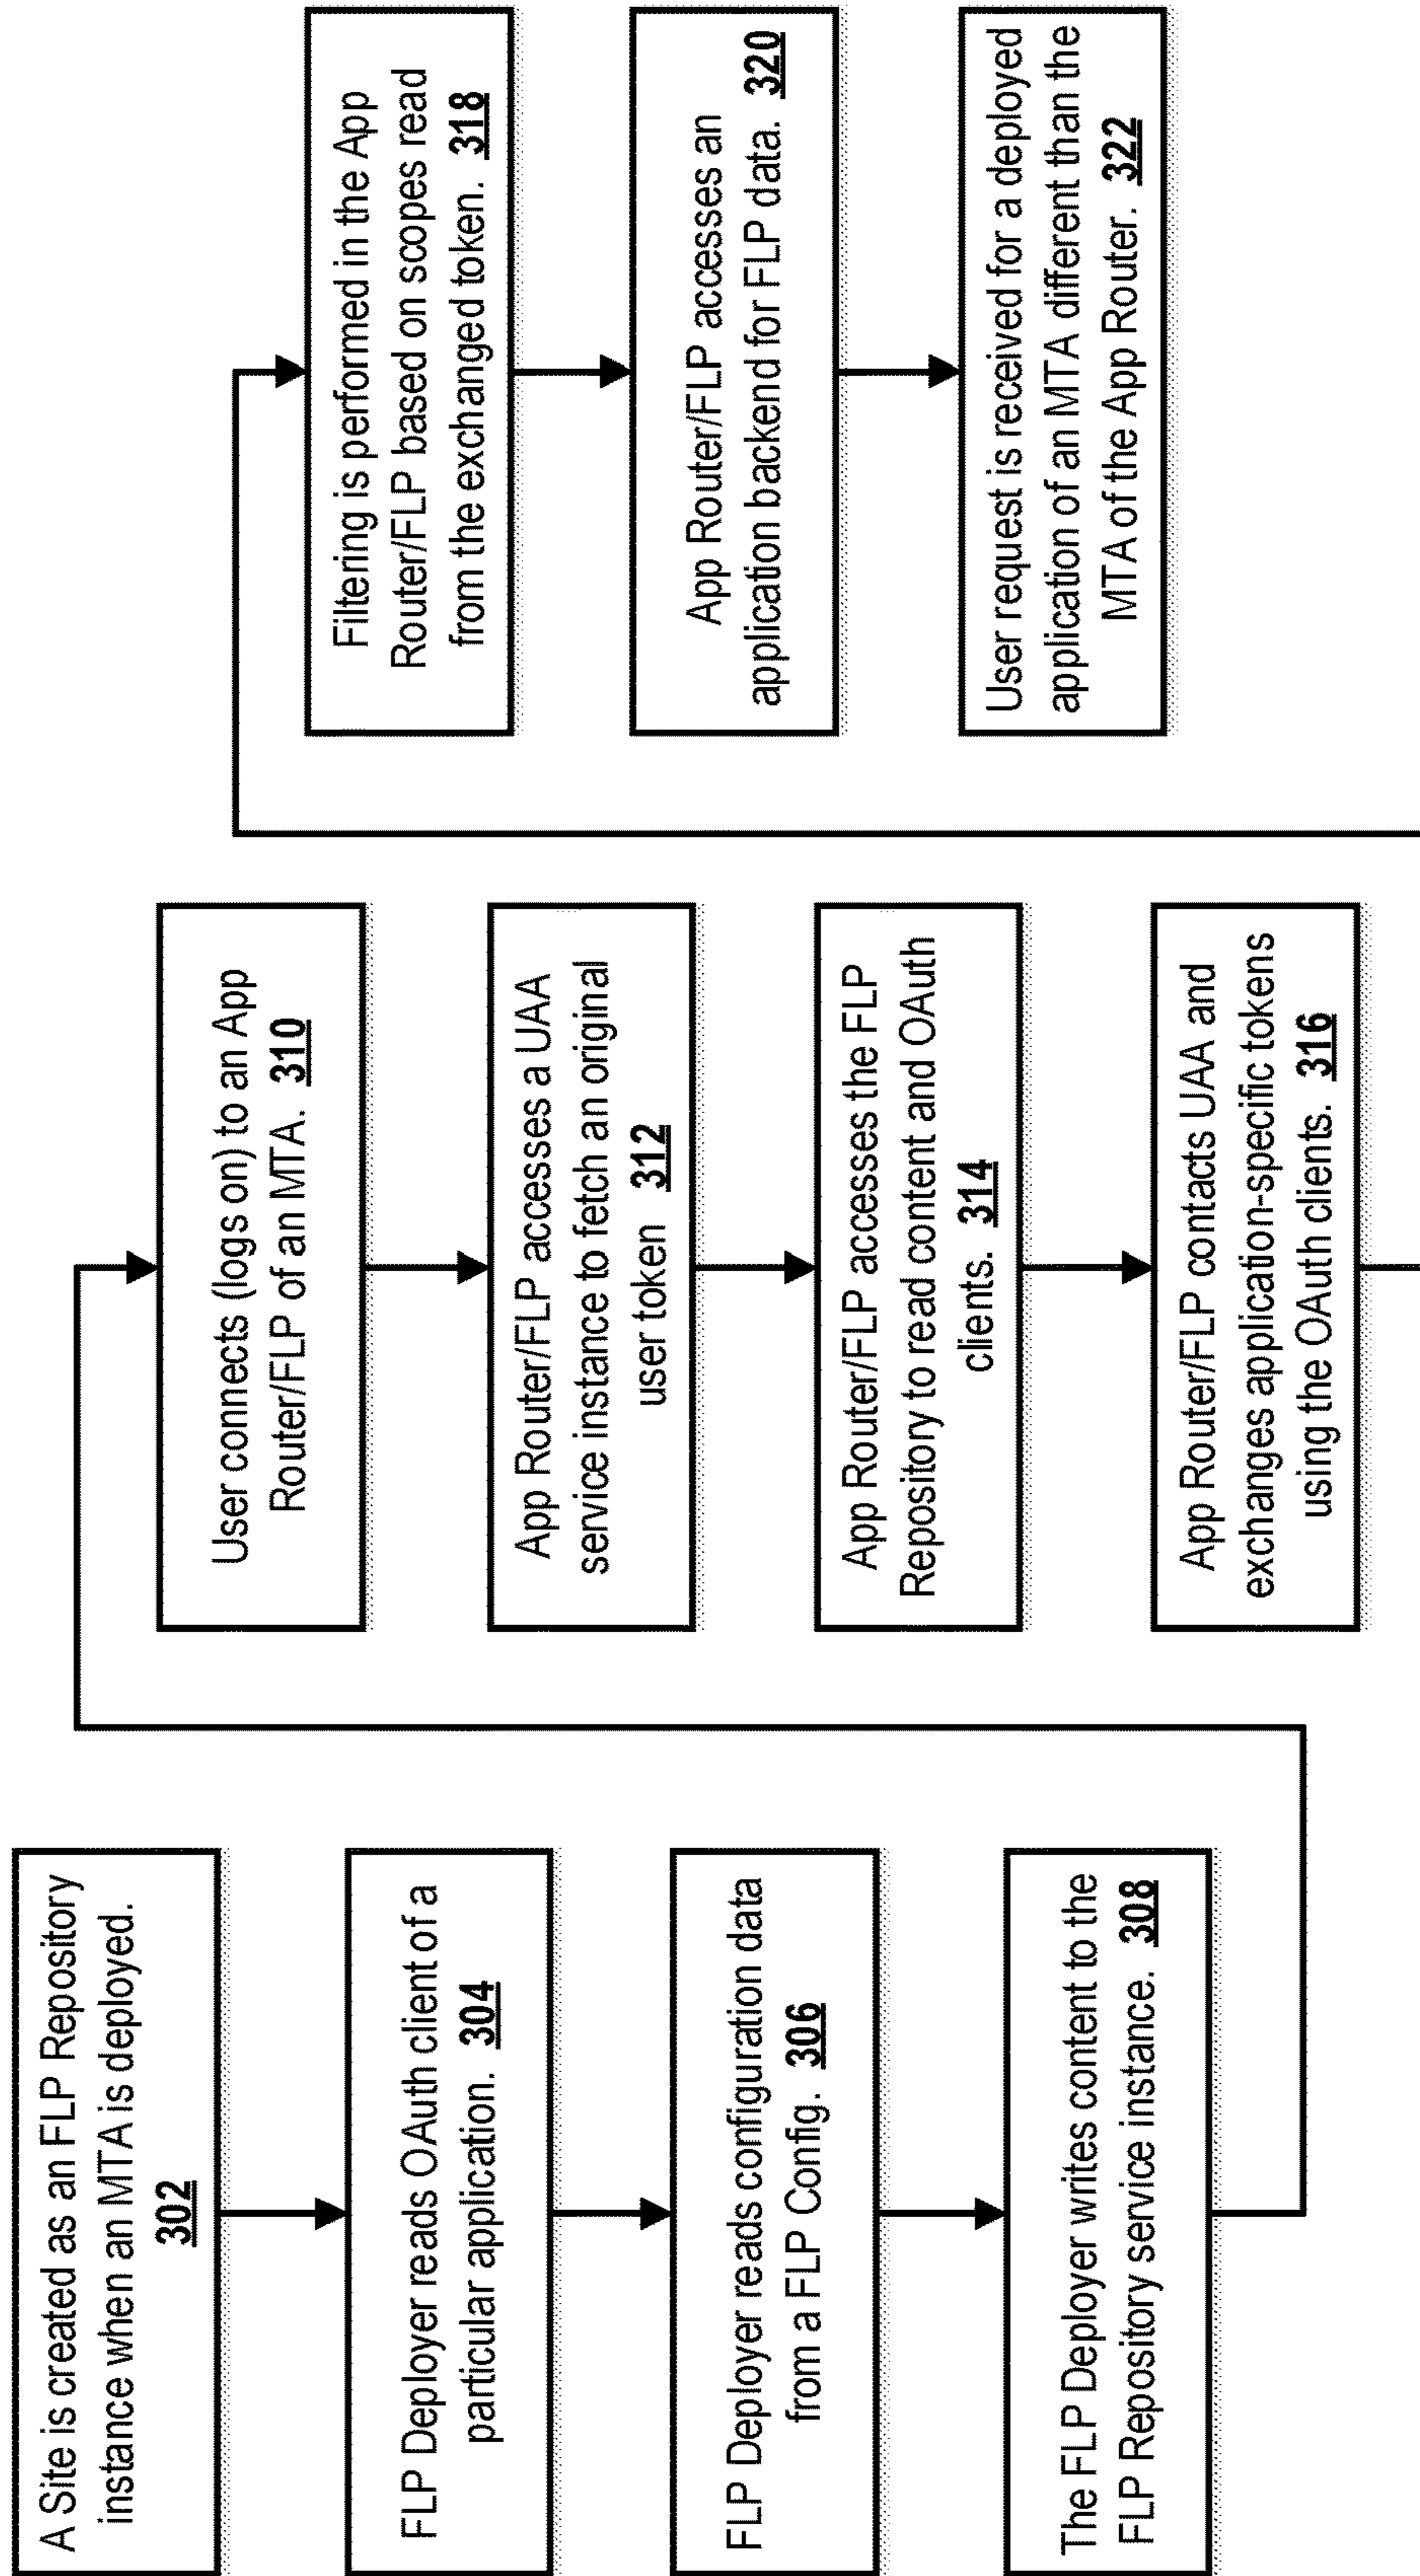 A Site is created as an FLP Repository
instance when an MTA is deployed.
302
FLP Deployer reads OAuth client of a
particular application. 304
FLP Deployer reads configuration data
from a FLP Config. 306
The FLP Deployer writes content to the
FLP Repository service instance. 308
User connects (logs on) to an App
Router/FLP of an MTA. 310
App Router/FLP accesses a UAA
service instance to fetch an original
user token 312
App Router/FLP accesses the FLP
Repository to read content and OAuth
clients. 314
App Router/FLP contacts UAA and
exchanges application-specific tokens
using the OAuth clients. 316
Filtering is performed in the App
Router/FLP based on scopes read
from the exchanged token. 318
App Router/FLP accesses an
application backend for FLP data. 320
User request is received for a deployed
application of an MTA different than the
MTA of the App Router. 322